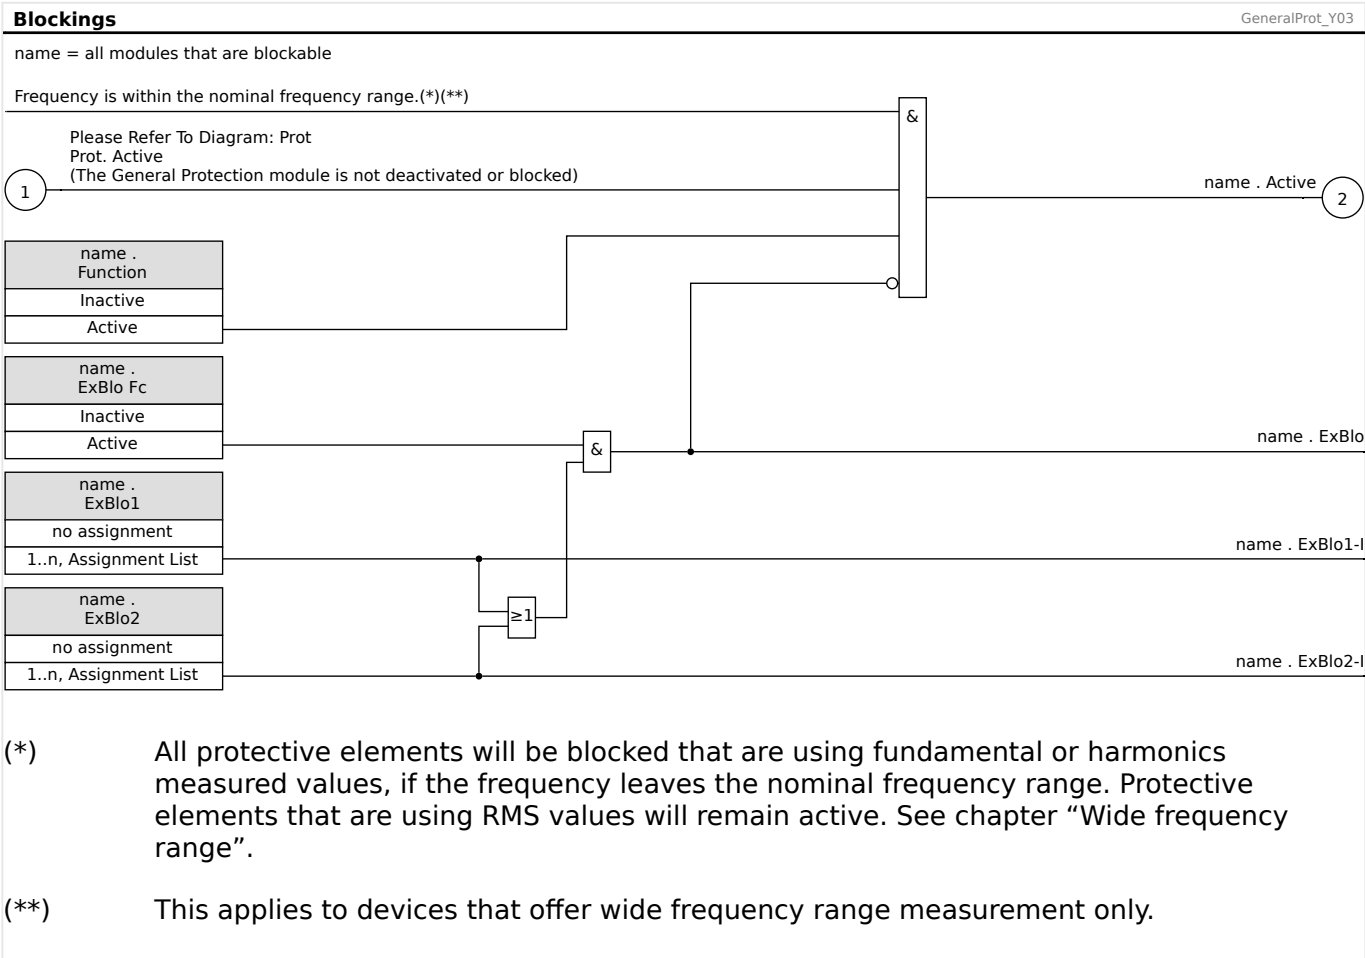 Blockings
GeneralProt_Y03
name = all modules that are blockable
Frequency is within the nominal frequency range.(*)(**)
&
Please Refer To Diagram: Prot
Prot. Active
(The General Protection module is not deactivated or blocked)
1
name . Active
2
name .
Function
Inactive
Active
name .
ExBlo Fc
Inactive
Active
&
name . ExBlo
name .
ExBlo1
no assignment
1..n, Assignment List
name . ExBlo1-I
name .
ExBlo2
≥1
no assignment
1..n, Assignment List
name . ExBlo2-I
(*) All protective elements will be blocked that are using fundamental or harmonics
measured values, if the frequency leaves the nominal frequency range. Protective
elements that are using RMS values will remain active. See chapter “Wide frequency
range”.
(**) This applies to devices that offer wide frequency range measurement only.